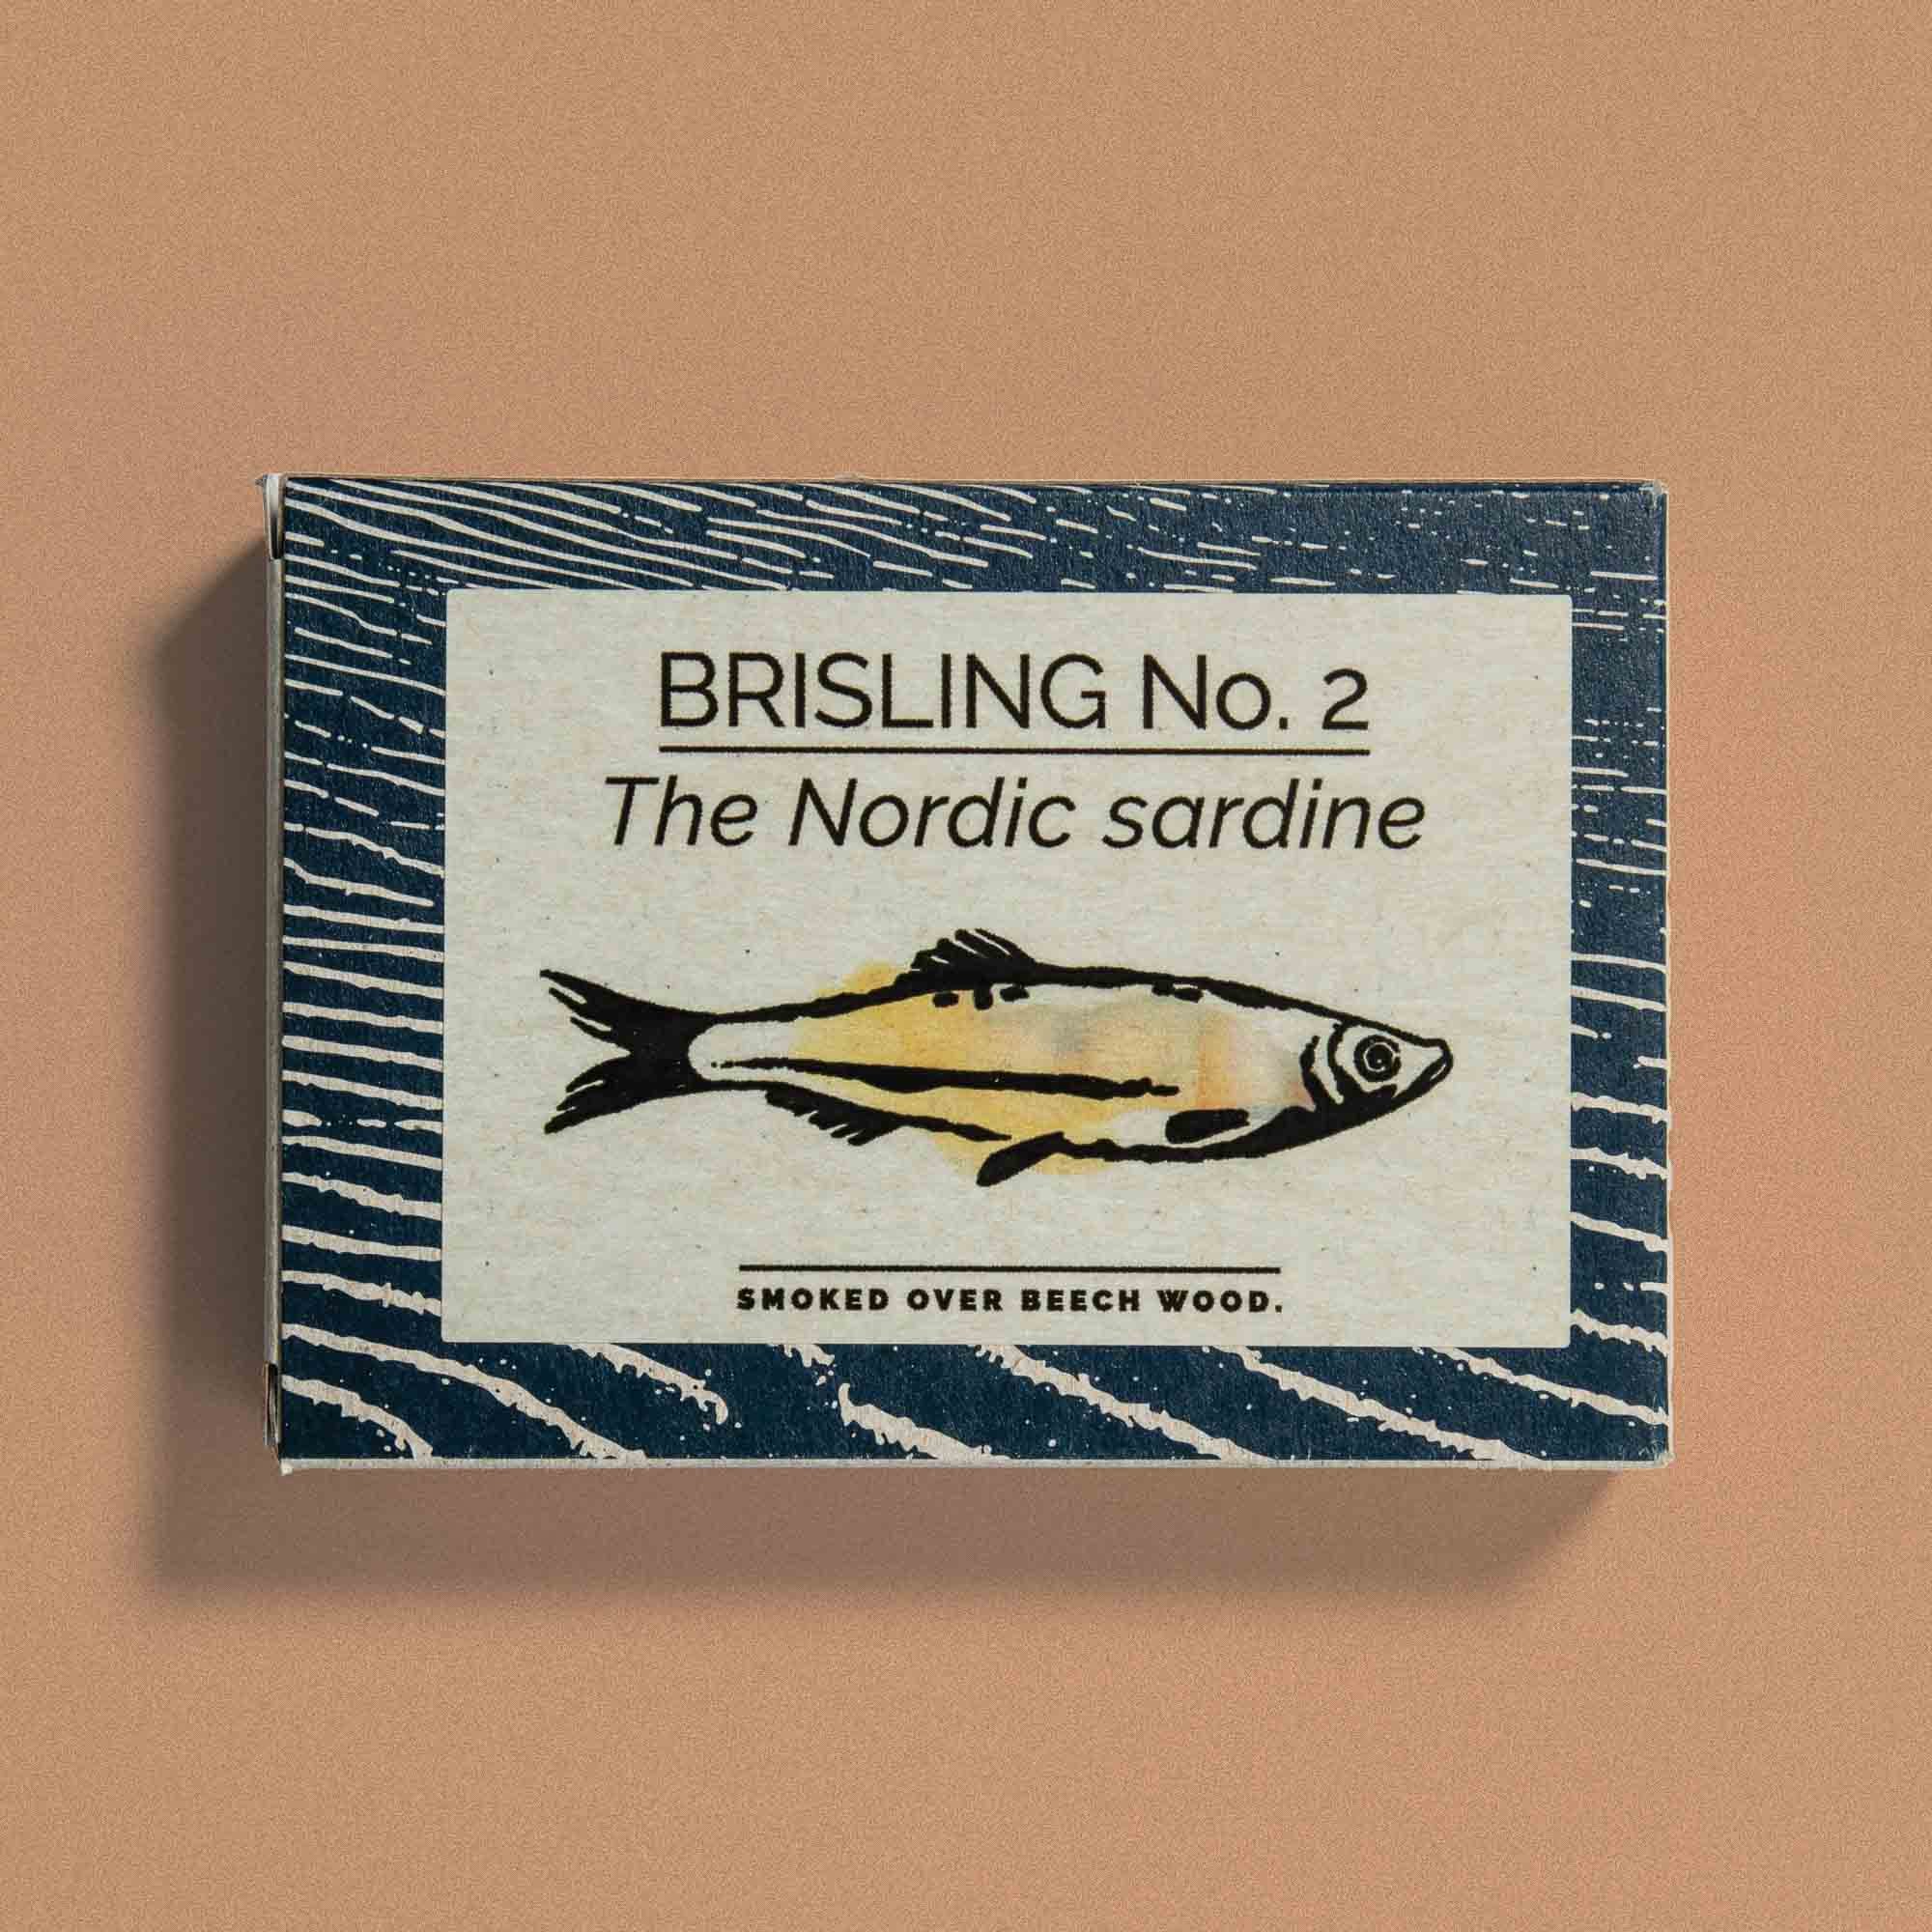 BRISLING No. 2
The Nordic sardine
SMOKED OVER BEECH WOOD.